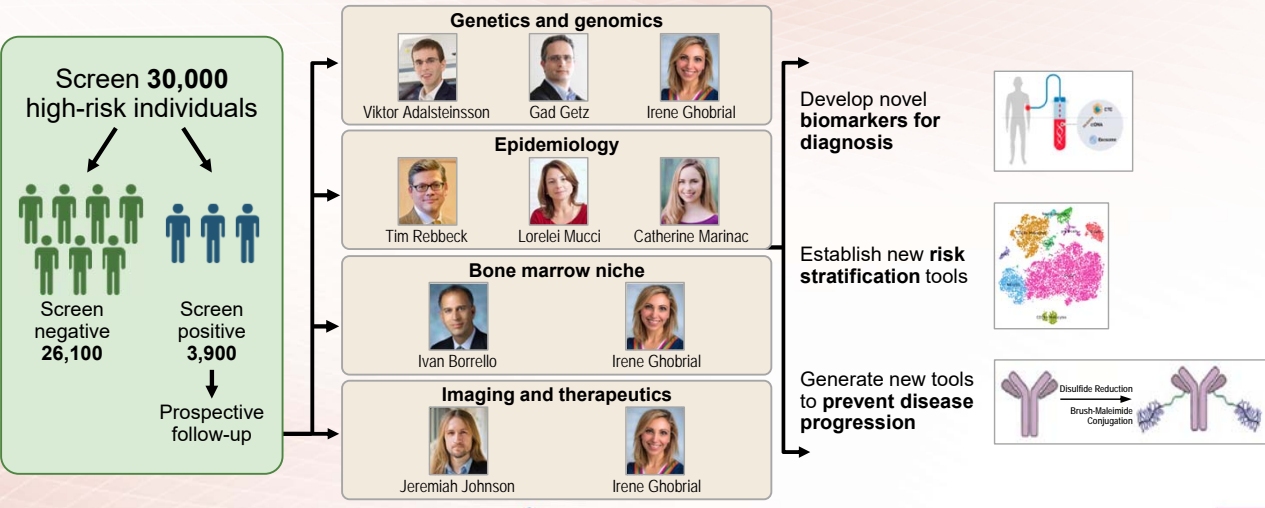 Screen 30,000
high-risk individuals
Screen
negative
26,100
Screen
positive
3,900
Prospective
follow-up
Genetics and genomics
Viktor Adalsteinsson
Gad Getz
Irene Ghobrial
Epidemiology
Tim Rebbeck
Lorelei Mucci
Catherine Marinac
Bone marrow niche
Ivan Borrello
Irene Ghobrial
Imaging and therapeutics
Jeremiah Johnson
Irene Ghobrial
Develop novel
biomarkers for
diagnosis
CTC
Exosome
Establish new risk
stratification tools
Generate new tools
to prevent disease
progression
Disulfide Reduction
Brush-Maleimide
Conjugation